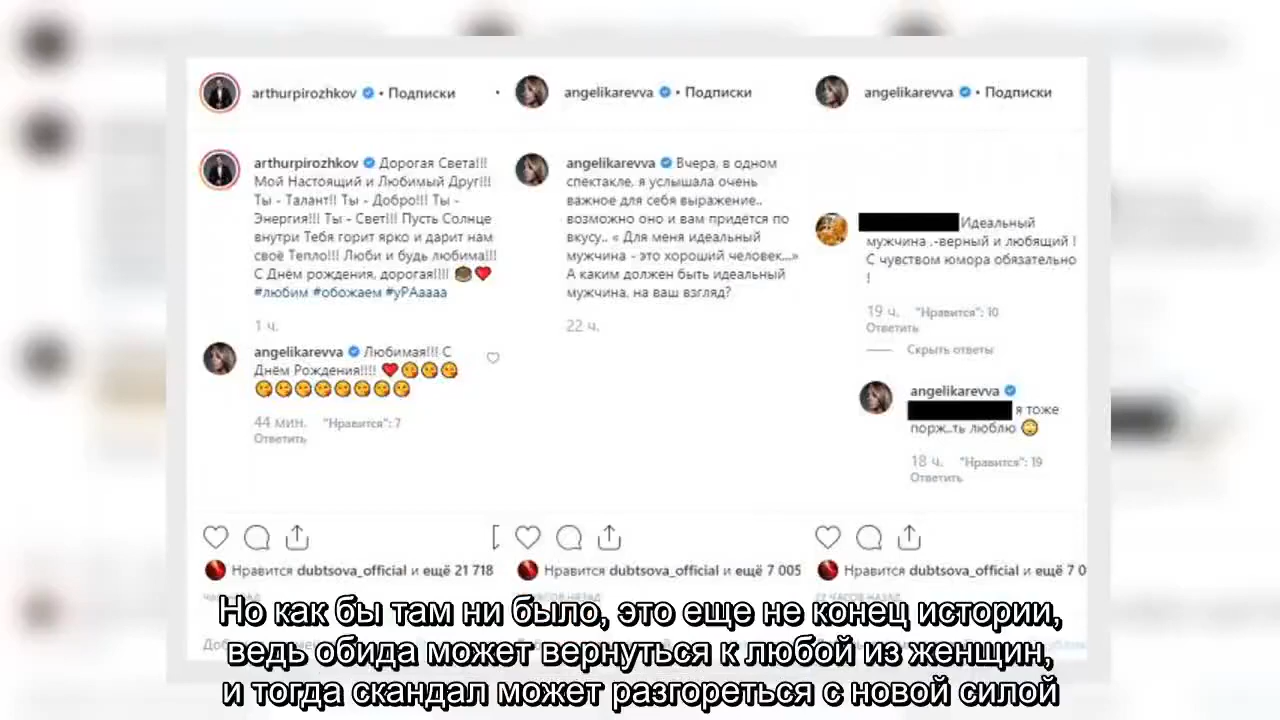 arthurpirozhkov • Подписки
arthurpirozhkov Дорогая Света!!!
Мой Настоящий и Любимый Друг!!!
Ты - Талант!! Ты - Добро!!! Ты -
Энергия!!! Ты - Свет!!! Пусть Солнце
внутри Тебя горит ярко и дарит нам
своё Тепло!!! Люби и будь любима!!!
С Днём рождения, дорогая!!!! 🎂❤️
#любим #обожаем #уРАаааа
1 ч.
angelikarevva Любимая!!! С
Днём Рождения!!!! ❤️😘😘😘
😘😘😘😘😘😘😘😘
44 мин. "Нравится": 7
Ответить
Нравится dubtsova_official и ещё 21 718
• angelikarevva • Подписки
angelikarevva Вчера, в одном
спектакле, я услышала очень
важное для себя выражение..
возможно оно и вам придётся по
вкусу.. « Для меня идеальный
мужчина - это хороший человек...»
А каким должен быть идеальный
мужчина, на ваш взгляд?
22 ч.
Нравится dubtsova_official и ещё 7 005
angelikarevva • Подписки
Идеальный
мужчина .-верный и любящий !
С чувством юмора обязательно
!
19 ч. "Нравится": 10
Ответить
Скрыть ответы
angelikarevva
я тоже
порж..ть люблю
18 ч. "Нравится": 19
Ответить
Нравится dubtsova_official и ещё 7 0
22 ЧАСОВ НАЗАД
Но как бы там ни было, это еще не конец истории,
ведь обида может вернуться к любой из женщин,
и тогда скандал может разгореться с новой силой